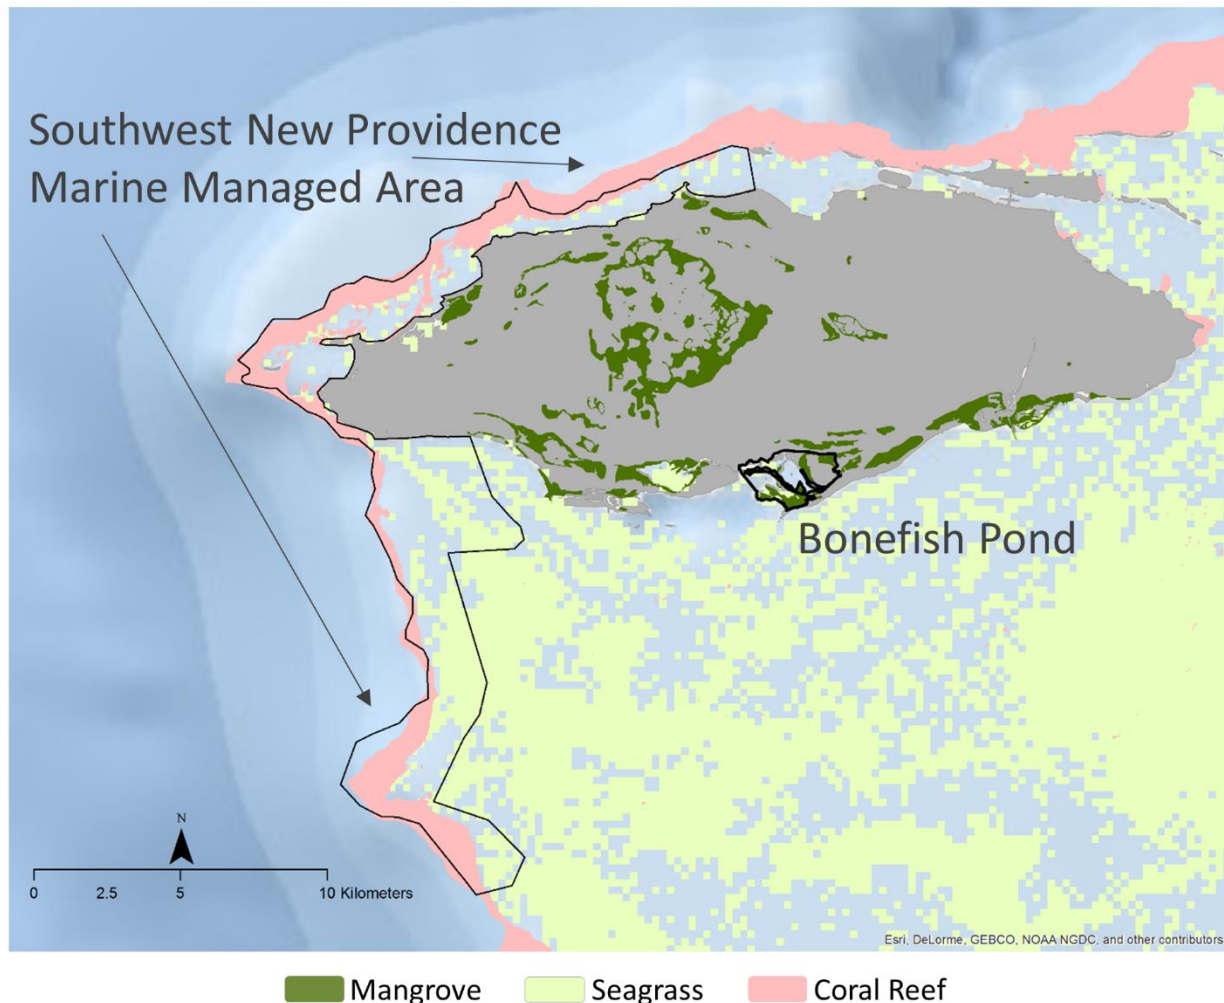 Southwest New Providence
Marine Managed Area
Bonefish Pond
N
0 2.5 5 10 Kilometers
Esri, DeLorme, GEBCO, NOAA NGDC, and other contributors
Mangrove Seagrass Coral Reef